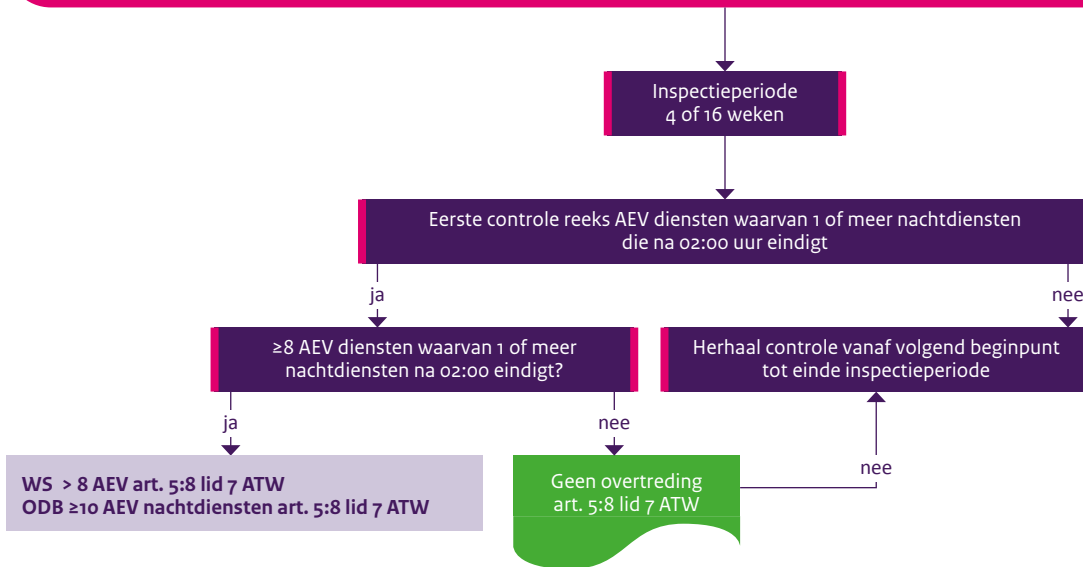 Inspectieperiode
4 of 16 weken
Eerste controle reeks AEV diensten waarvan 1 of meer nachtdiensten
die na 02:00 uur eindigt
ja
nee
≥8 AEV diensten waarvan 1 of meer
nachtdiensten na 02:00 eindigt?
Herhaal controle vanaf volgend beginpunt
tot einde inspectieperiode
ja
nee
nee
WS > 8 AEV art. 5:8 lid 7 ATW
ODB ≥10 AEV nachtdiensten art. 5:8 lid 7 ATW
Geen overtreding
art. 5:8 lid 7 ATW